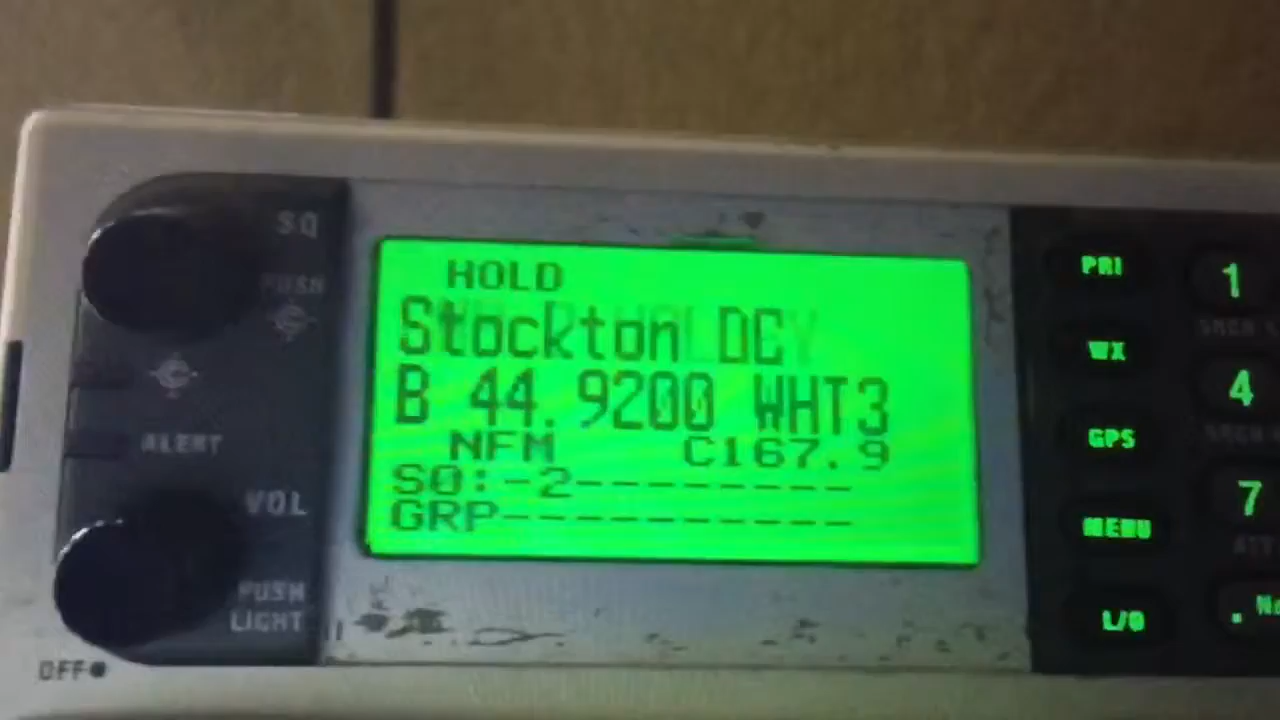 SQ
PUSH
ALERT
VOL
PUSH
LIGHT
OFF
HOLD
Stockton DC
B 44.9200 WHT3
NFM C167.9
S0:-2--------
GRP----------
PRI
WX
GPS
MENU
L/O
1
4
7
.